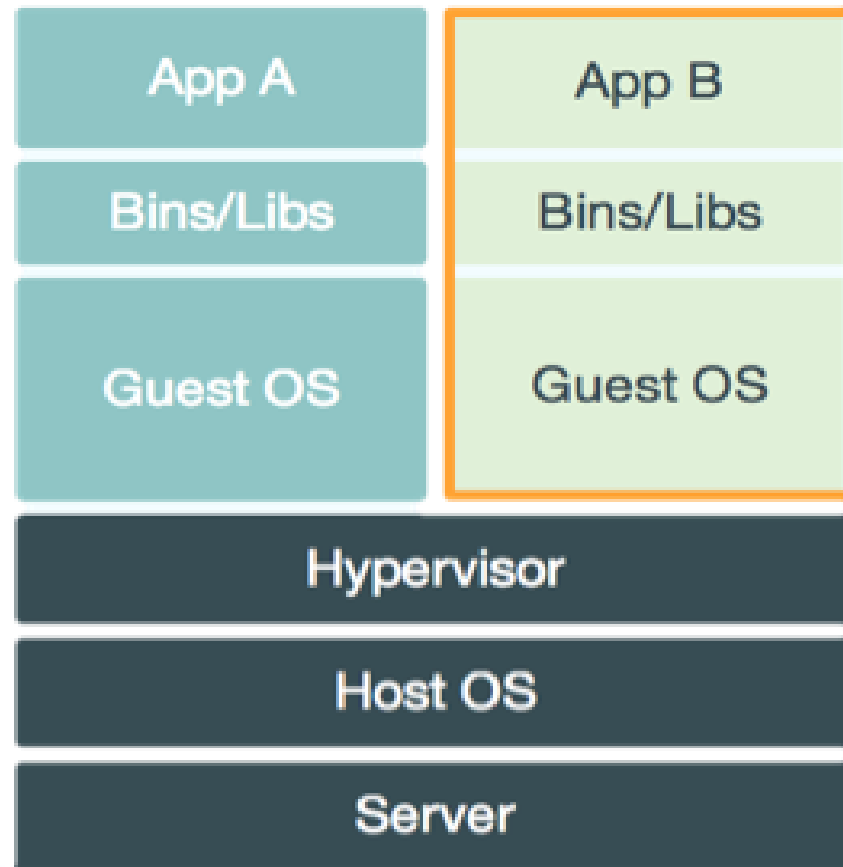 App A
App B
Bins/Libs
Bins/Libs
Guest OS
Guest OS
Hypervisor
Host OS
Server